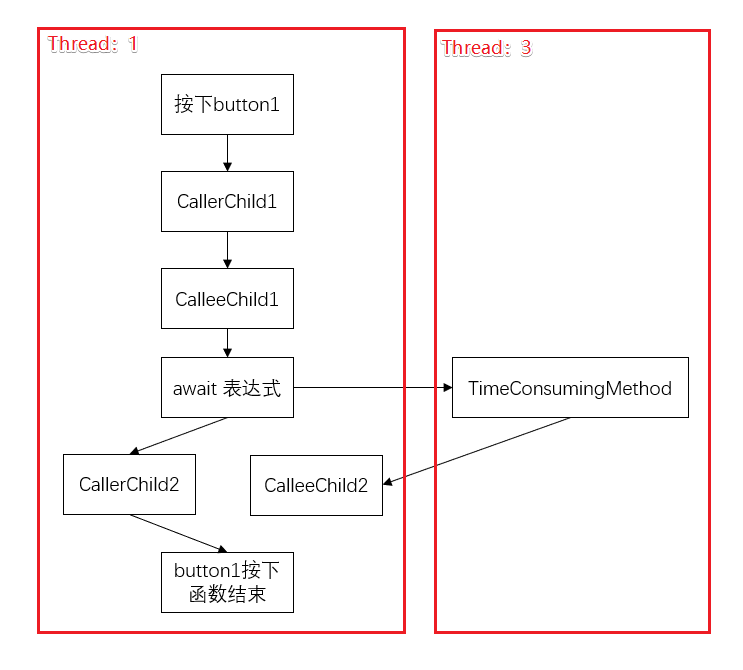 Thread：1
Thread：3
按下button1
CallerChild1
CalleeChild1
await 表达式
TimeConsumingMethod
CallerChild2
CalleeChild2
button1按下
函数结束